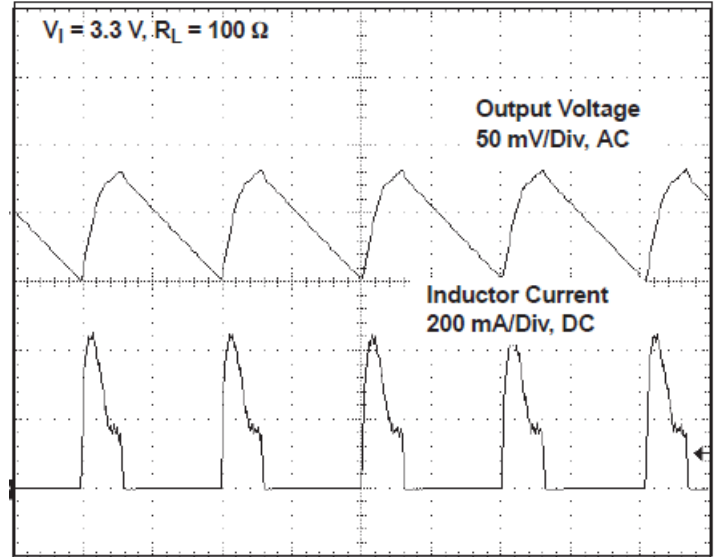 V_I = 3.3 V, R_L = 100 Ω
Output Voltage
50 mV/Div, AC
Inductor Current
200 mA/Div, DC